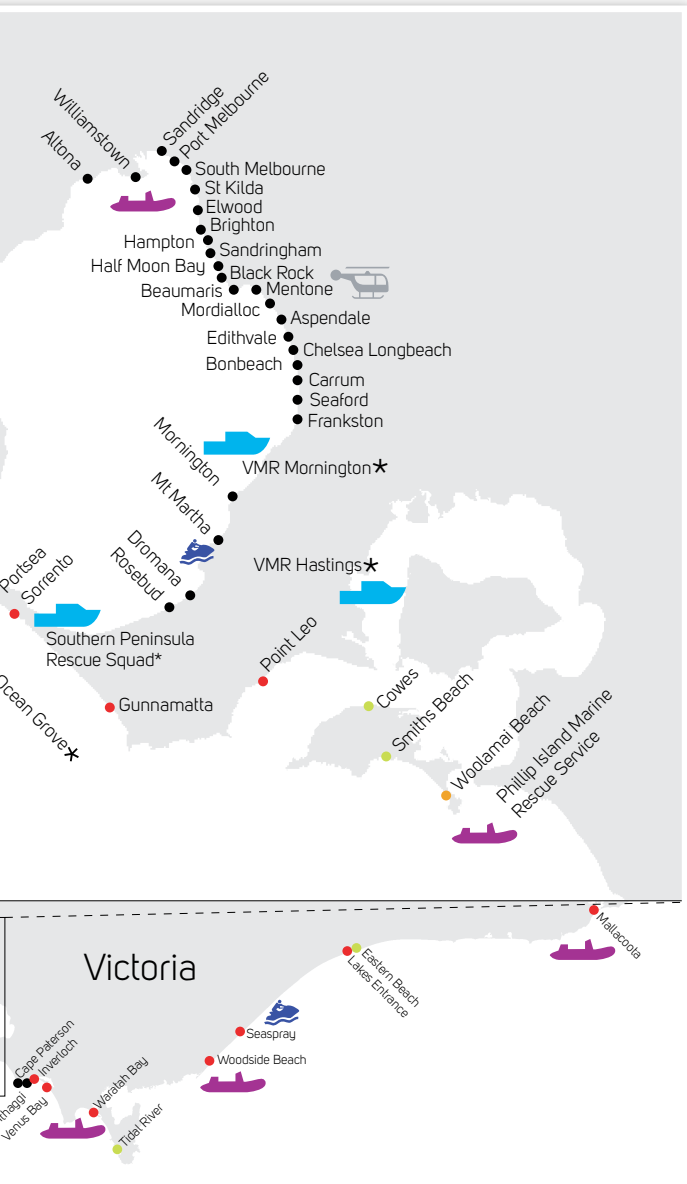 Sandridge
Port Melbourne
Williamstown
Altona
South Melbourne
St Kilda
Elwood
Brighton
Hampton
Sandringham
Half Moon Bay
Black Rock
Beaumaris
Mentone
Mordialloc
Aspendale
Edithvale
Chelsea Longbeach
Bonbeach
Carrum
Seaford
Frankston
Mornington
VMR Mornington*
Mt Martha
Dromana
Rosebud
VMR Hastings*
Portsea
Sorrento
Southern Peninsula
Rescue Squad*
Point Leo
Gunnamatta
Ocean Grove*
Cowes
Smiths Beach
Woolamai Beach
Phillip Island Marine
Rescue Service
Mallacoota
Victoria
Eastern Beach
Lakes Entrance
Seaspray
Woodside Beach
Cape Paterson
Inverloch
thaggi
Venus Bay
Waratah Bay
Tidal River